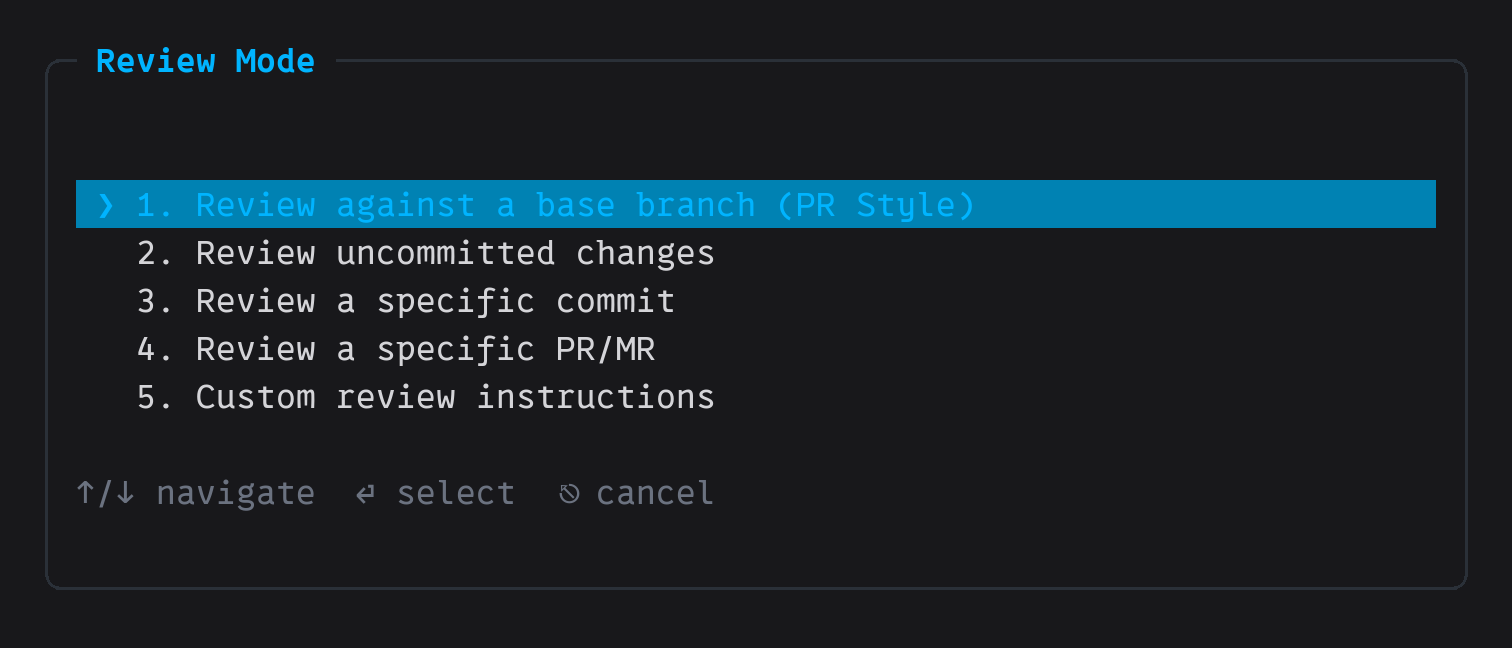 Review Mode
❯ 1. Review against a base branch (PR Style)
2. Review uncommitted changes
3. Review a specific commit
4. Review a specific PR/MR
5. Custom review instructions
↑/↓ navigate ⏎ select ⎋ cancel